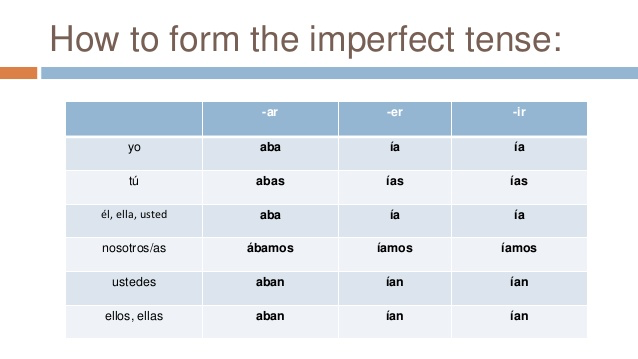 How to form the imperfect tense:
-ar -er -ir
yo aba ía ía
tú abas ías ías
él, ella, usted aba ía ía
nosotros/as ábamos íamos íamos
ustedes aban ían ían
ellos, ellas aban ían ían